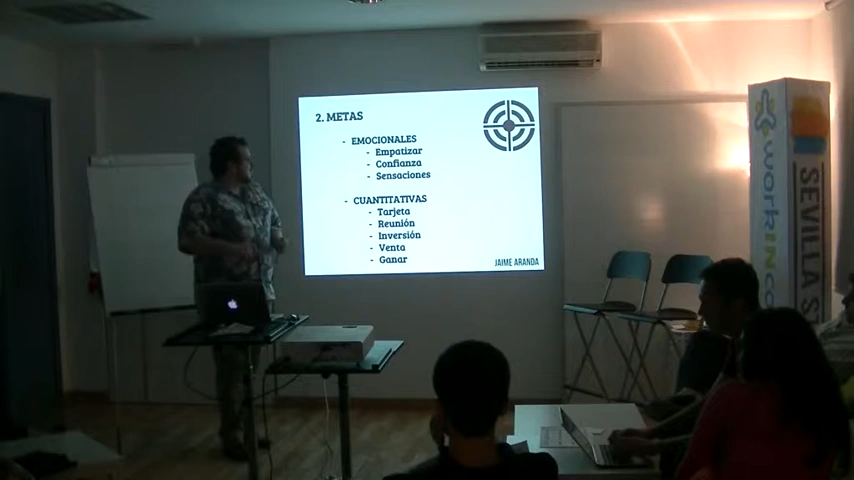 2. METAS
- EMOCIONALES
- Empatizar
- Confianza
- Sensaciones
- CUANTITATIVAS
- Tarjeta
- Reunión
- Inversión
- Venta
- Ganar
JAIME ARANDA
workINco
SEVILLA S